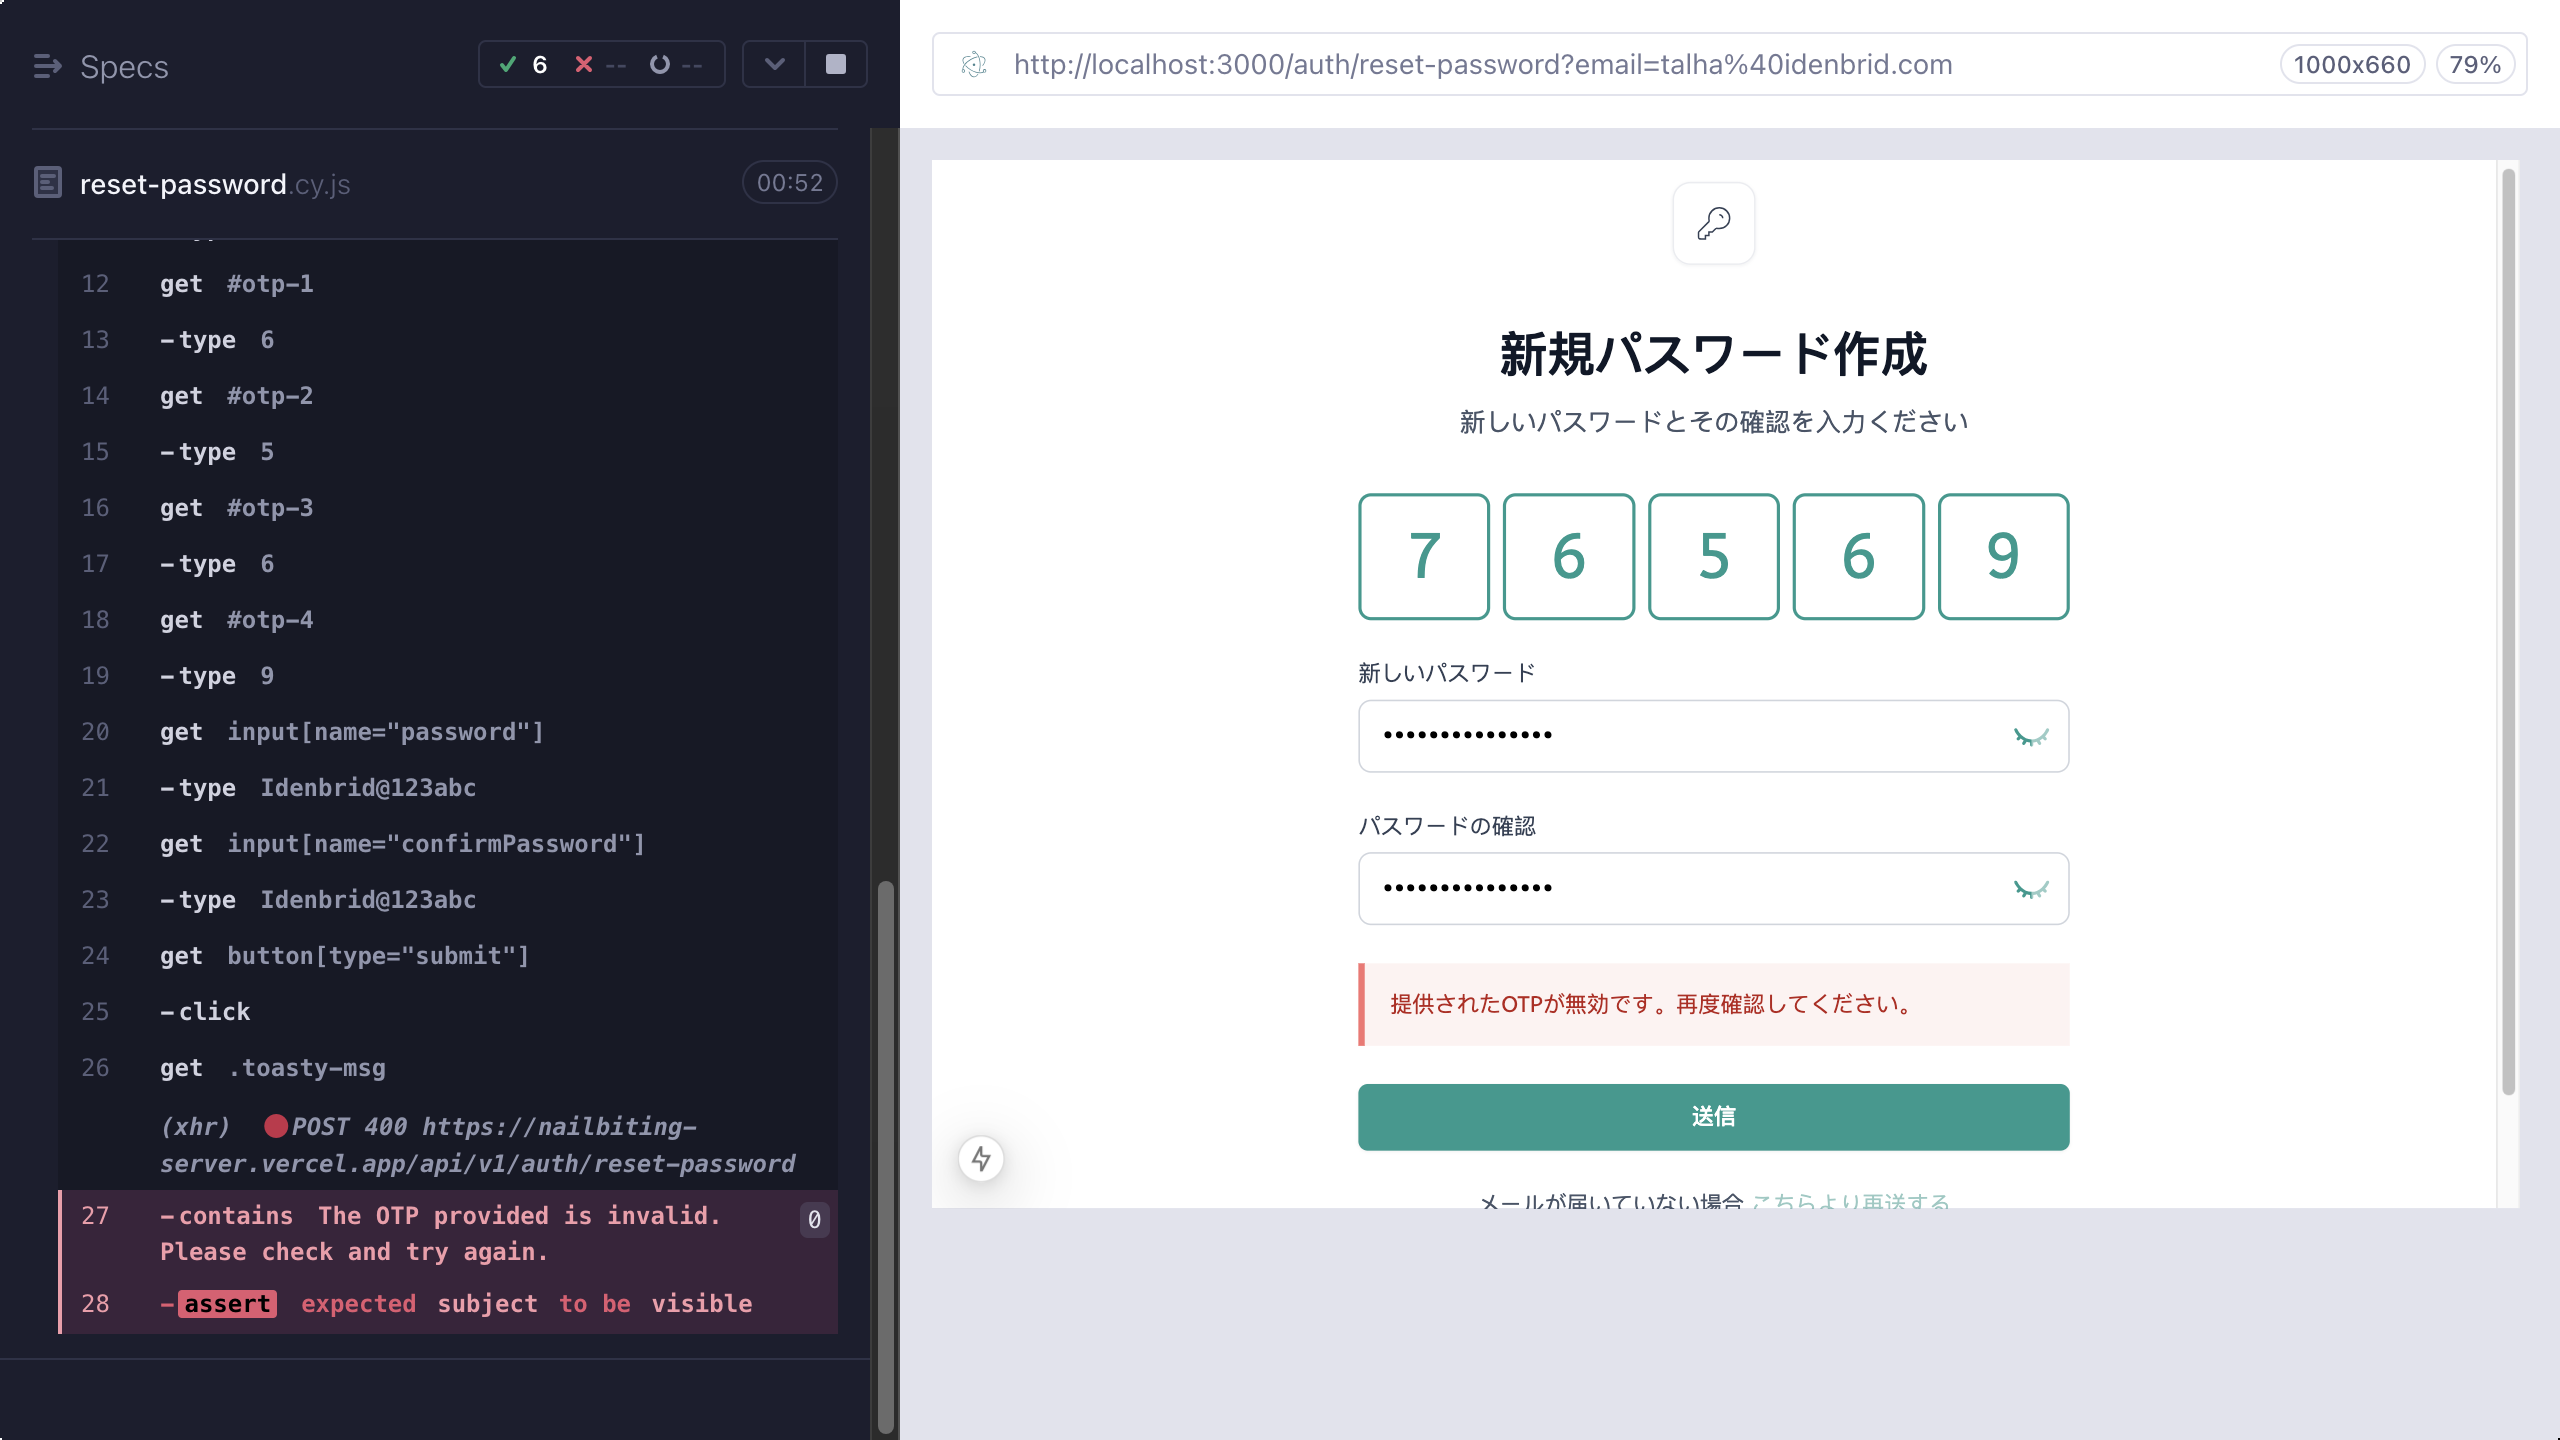 Specs
6 -- --
http://localhost:3000/auth/reset-password?email=talha%40idenbrid.com
1000x660
79%
reset-password.cy.js
00:52
12 get #otp-1
13 -type 6
14 get #otp-2
15 -type 5
16 get #otp-3
17 -type 6
18 get #otp-4
19 -type 9
20 get input[name="password"]
21 -type Idenbrid@123abc
22 get input[name="confirmPassword"]
23 -type Idenbrid@123abc
24 get button[type="submit"]
25 -click
26 get .toasty-msg
(xhr) POST 400 https://nailbiting-
server.vercel.app/api/v1/auth/reset-password
27 -contains The OTP provided is invalid. 0
Please check and try again.
28 -assert expected subject to be visible
新規パスワード作成
新しいパスワードとその確認を入力ください
7 6 5 6 9
新しいパスワード
•••••••••••••••
パスワードの確認
•••••••••••••••
提供されたOTPが無効です。再度確認してください。
送信
メールが届いていない場合 こちらより再送する